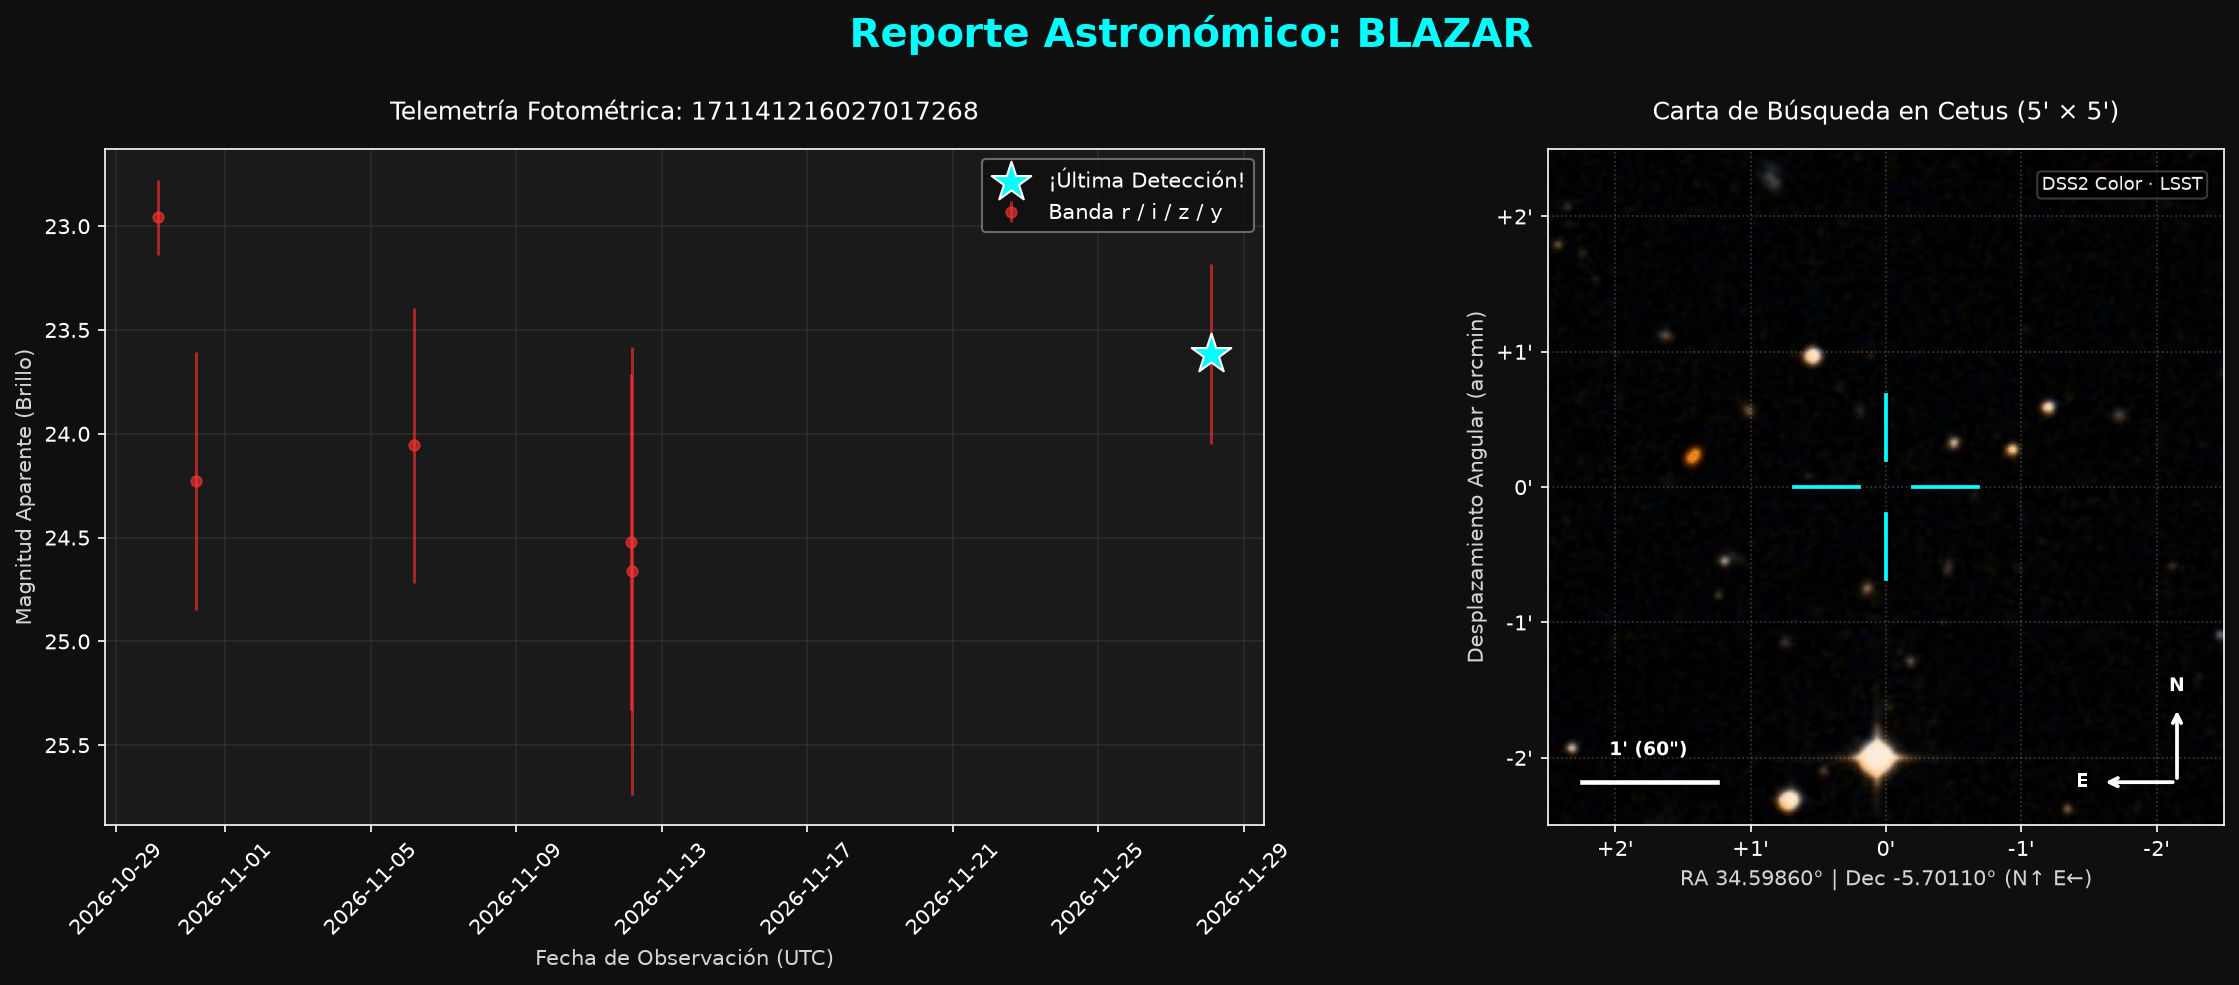 Reporte Astronómico: BLAZAR
Telemetría Fotométrica: 171141216027017268
Magnitud Aparente (Brillo)
23.0
23.5
24.0
24.5
25.0
25.5
¡Última Detección!
Banda r / i / z / y
2026-10-29
2026-11-01
2026-11-05
2026-11-09
2026-11-13
2026-11-17
2026-11-21
2026-11-25
2026-11-29
Fecha de Observación (UTC)
Carta de Búsqueda en Cetus (5' × 5')
Desplazamiento Angular (arcmin)
+2'
+1'
0'
-1'
-2'
DSS2 Color · LSST
N
E
1' (60")
+2'
+1'
0'
-1'
-2'
RA 34.59860° | Dec -5.70110° (N↑ E←)